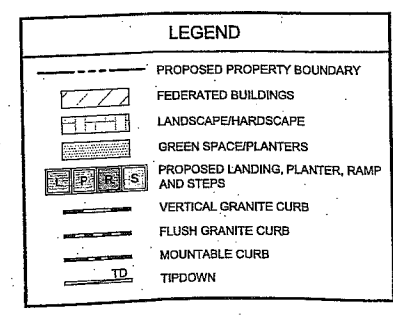 LEGEND
PROPOSED PROPERTY BOUNDARY
FEDERATED BUILDINGS
LANDSCAPE/HARDSCAPE
GREEN SPACE/PLANTERS
L P R S PROPOSED LANDING, PLANTER, RAMP
AND STEPS
VERTICAL GRANITE CURB
FLUSH GRANITE CURB
MOUNTABLE CURB
TD TIPDOWN